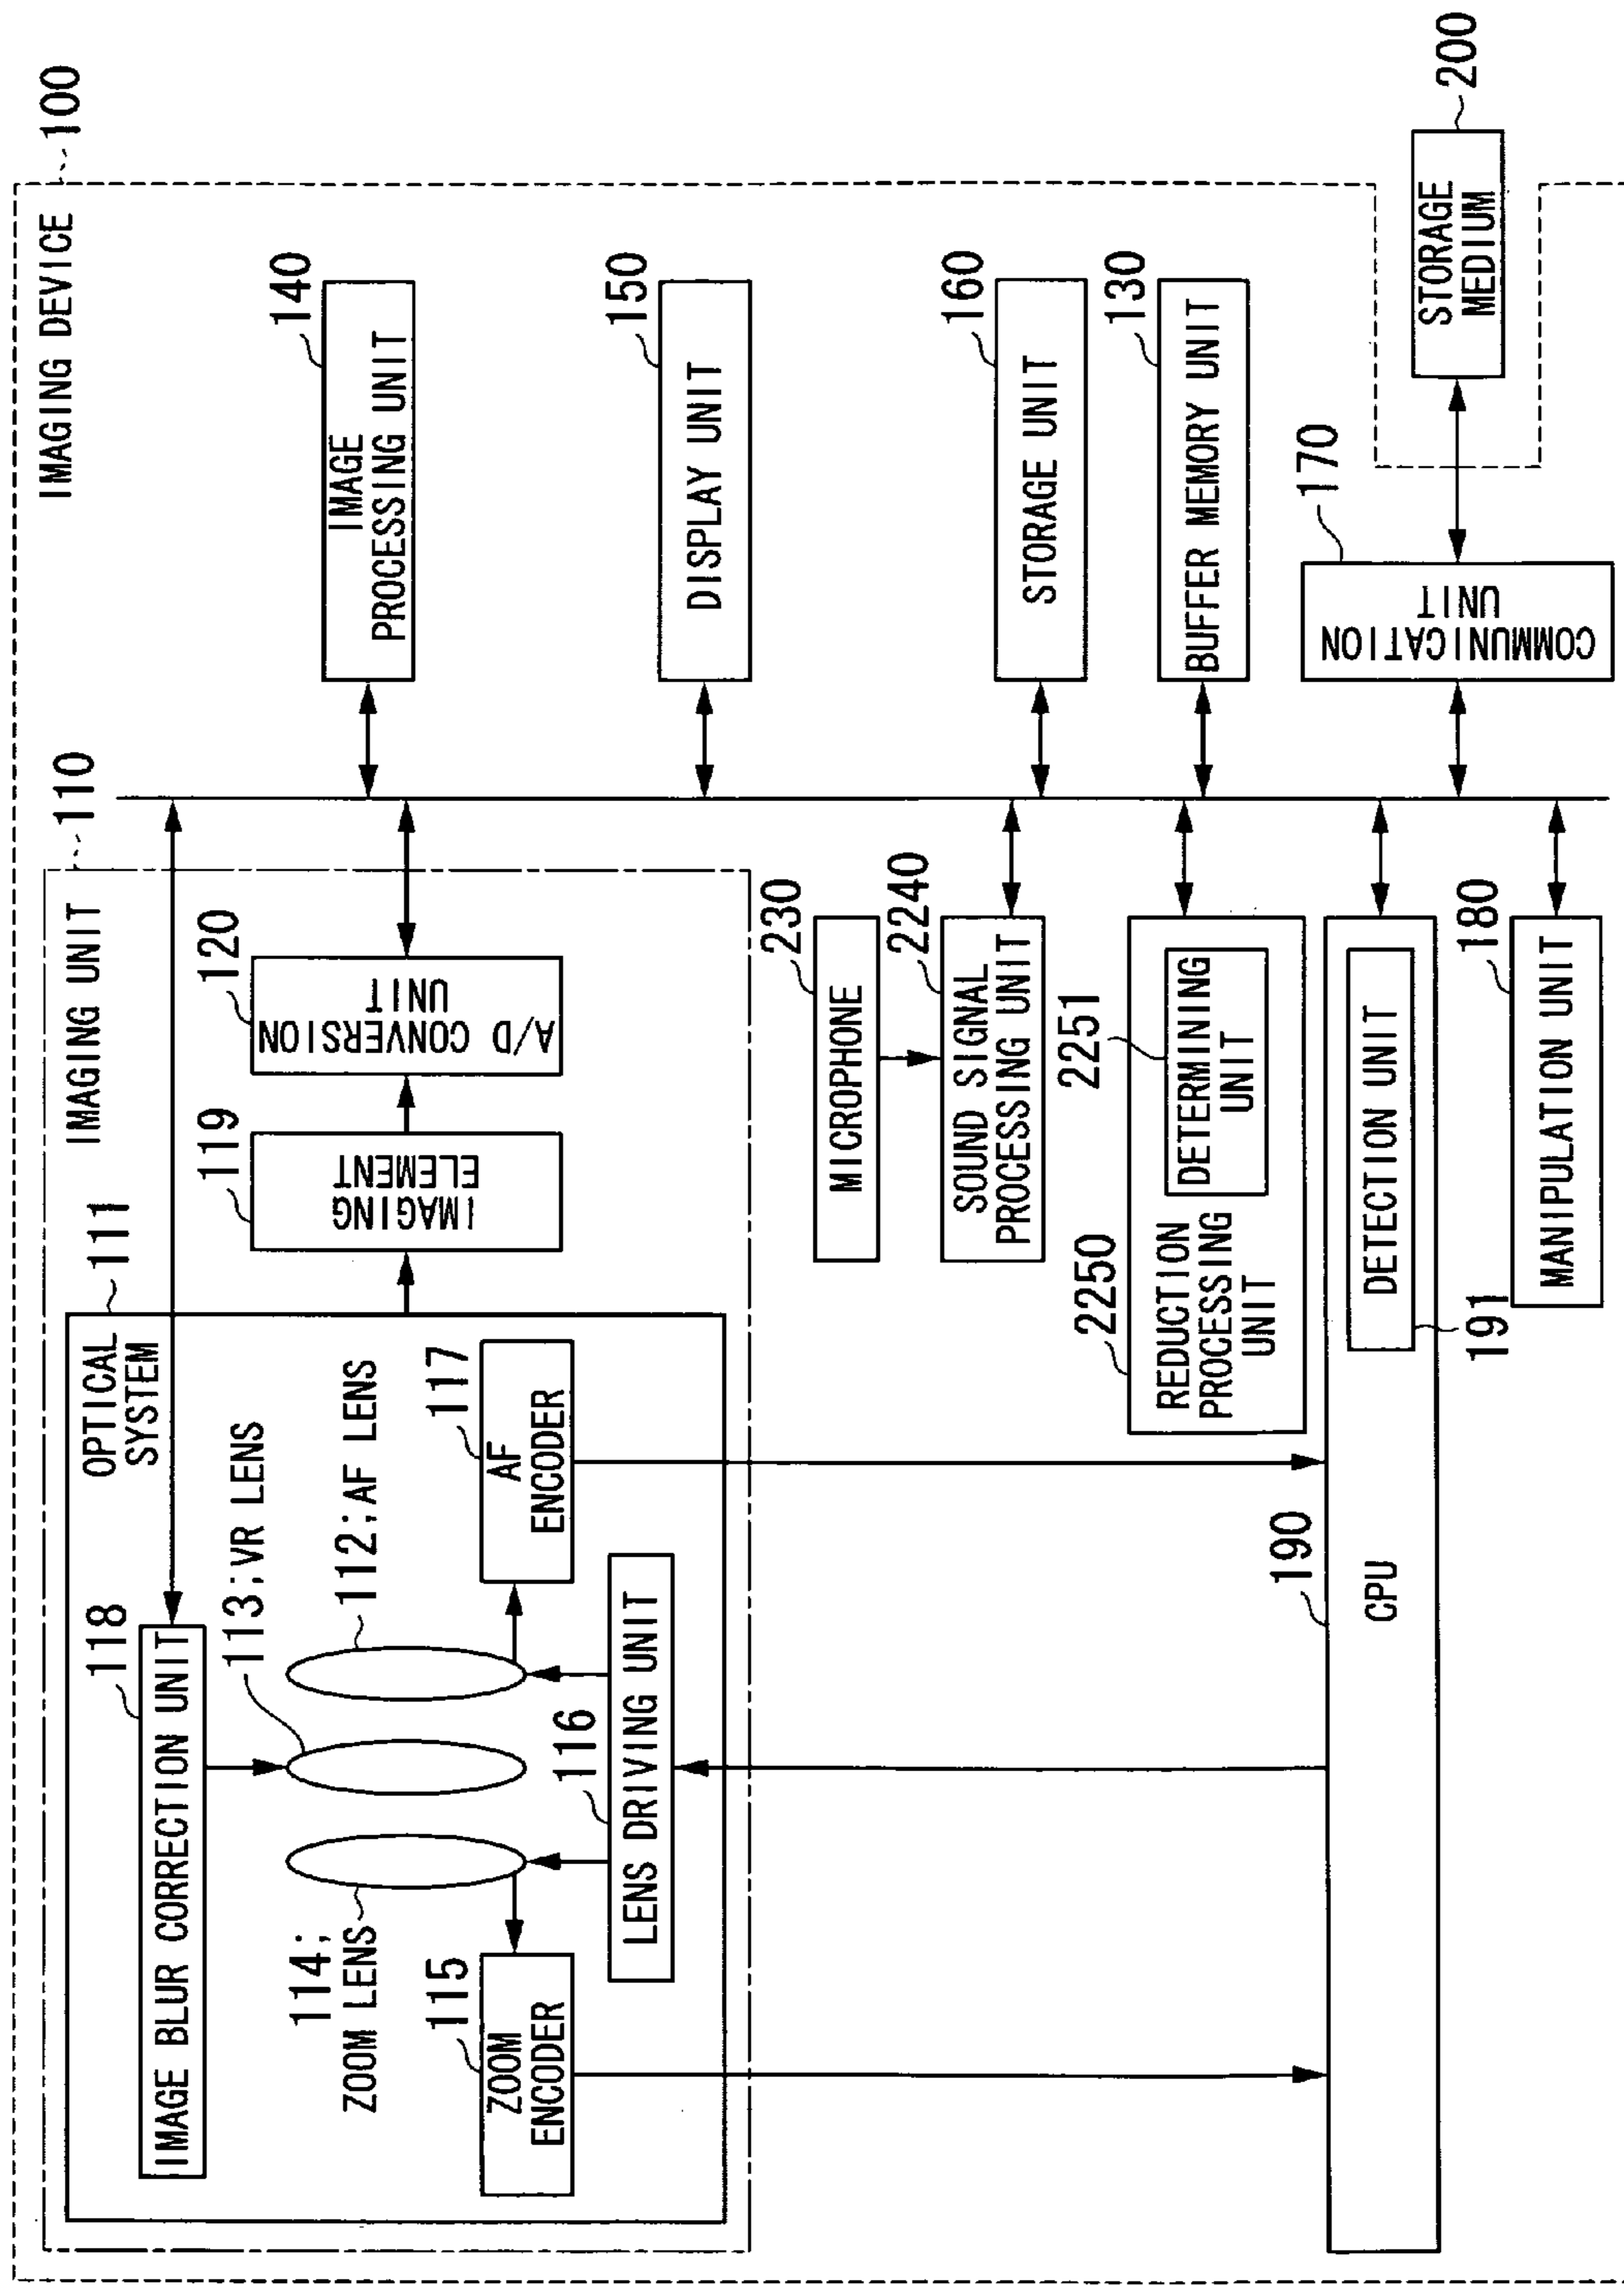 IMAGING DEVICE
100
IMAGING UNIT
110
OPTICAL
SYSTEM
111
118
IMAGE BLUR CORRECTION UNIT
113;VR LENS
112;AF LENS
114;
ZOOM LENS
115
ZOOM
ENCODER
116
LENS DRIVING UNIT
117
AF
ENCODER
119
IMAGING
ELEMENT
120
A/D CONVERSION
UNIT
140
IMAGE
PROCESSING UNIT
150
DISPLAY UNIT
160
STORAGE UNIT
130
BUFFER MEMORY UNIT
170
COMMUNICATION
UNIT
200
STORAGE
MEDIUM
230
MICROPHONE
2240
SOUND SIGNAL
PROCESSING UNIT
2250
REDUCTION
PROCESSING
UNIT
2251
DETERMINING
UNIT
190
CPU
191
DETECTION UNIT
180
MANIPULATION UNIT